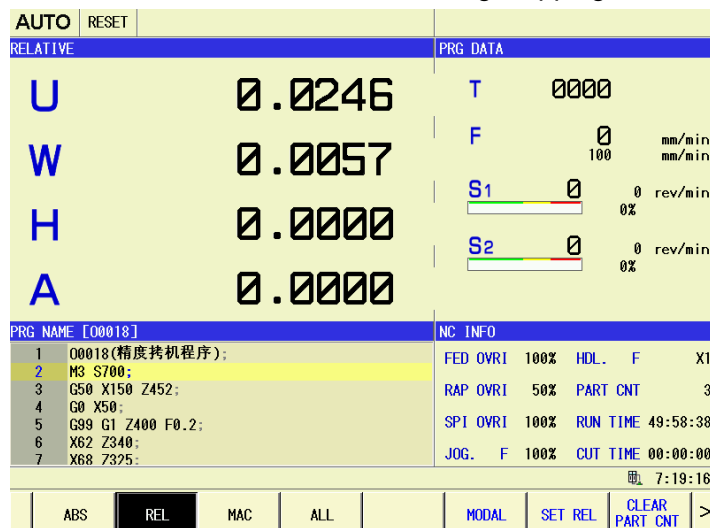 AUTO RESET
RELATIVE
U 0.0246
W 0.0057
H 0.0000
A 0.0000
PRG DATA
T 0000
F 0 mm/min
100 mm/min
S1 0 0 rev/min
0%
S2 0 0 rev/min
0%
PRG NAME [O0018]
1 O0018(精度拷机程序);
2 M3 S700;
3 G50 X150 Z452;
4 G0 X50;
5 G99 G1 Z400 F0.2;
6 X62 Z340;
7 X68 Z325;
NC INFO
FED OVRI 100% HDL. F X1
RAP OVRI 50% PART CNT 3
SPI OVRI 100% RUN TIME 49:58:38
JOG. F 100% CUT TIME 00:00:00
7:19:16
ABS REL MAC ALL MODAL SET REL CLEAR PART CNT >